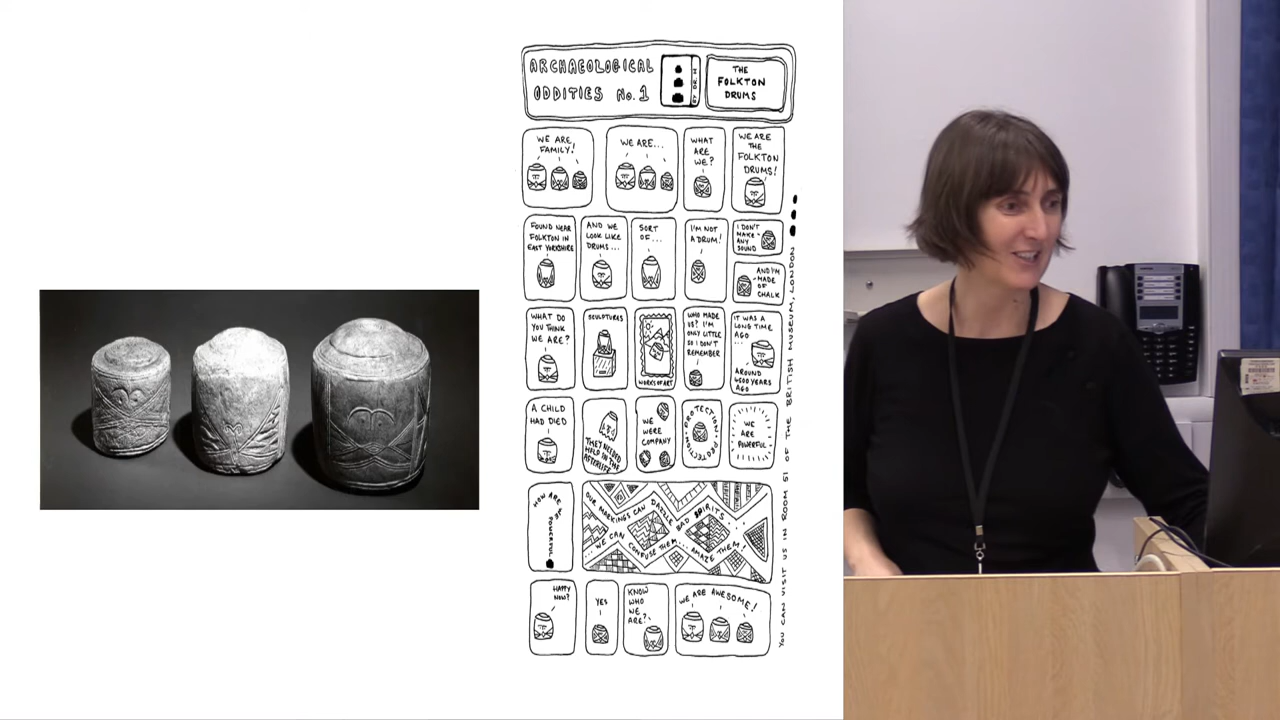 ARCHAEOLOGICAL
ODDITIES No. 1
BY DR. H
THE
FOLKTON
DRUMS
WE ARE
FAMILY!
WE ARE...
WHAT
ARE
WE?
WE ARE
THE
FOLKTON
DRUMS!
FOUND NEAR
FOLKTON IN
EAST YORKSHIRE
AND WE
LOOK LIKE
DRUMS...
SORT
OF...
I'M NOT
A DRUM!
I DON'T
MAKE
ANY
SOUND
AND I'M
MADE
OF
CHALK
WHAT DO
YOU THINK
WE ARE?
SCULPTURES
WORKS OF ART
WHO MADE
US? I'M
ONLY LITTLE
SO I DON'T
REMEMBER
IT WAS A
LONG TIME
AGO
...
AROUND
4500 YEARS
AGO
A CHILD
HAD DIED
THEY NEEDED
HELP IN THE
AFTERLIFE
WE
WERE
COMPANY
PROTECTION • PROTECTION •
WE
ARE
POWERFUL
HOW ARE WE POWERFUL
OUR MARKINGS CAN DAZZLE BAD SPIRITS
... WE CAN CONFUSE THEM... AMAZE THEM!
HAPPY
NOW?
YES
KNOW
WHO
WE
ARE?
WE ARE AWESOME!
YOU CAN VISIT US IN ROOM 51 OF THE BRITISH MUSEUM, LONDON